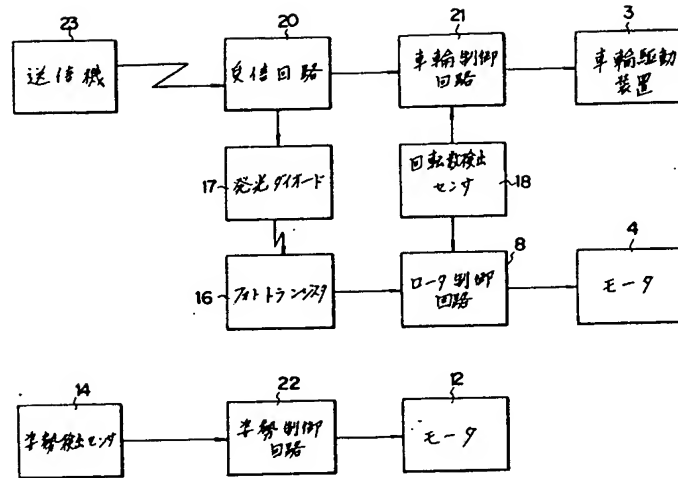 23
20
21
3
送信機
受信回路
車輪制御
回路
車輪駆動
装置
17
発光ダイオード
回転数検出
センサ
18
16
フォトトランジスタ
8
ロータ制御
回路
4
モータ
14
22
12
姿勢検出センサ
姿勢制御
回路
モータ